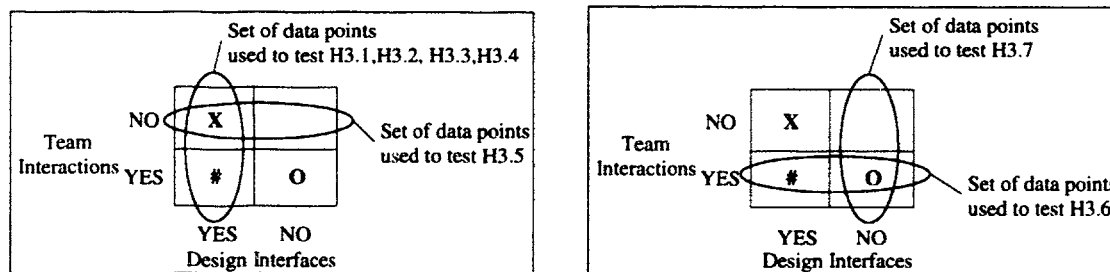 Set of data points
used to test H3.1,H3.2, H3.3,H3.4
NO
X
Team
Interactions
Set of data points
used to test H3.5
YES
#
O
YES
NO
Design Interfaces
Set of data points
used to test H3.7
NO
X
Team
Interactions
YES
#
O
Set of data points
used to test H3.6
YES
NO
Design Interfaces